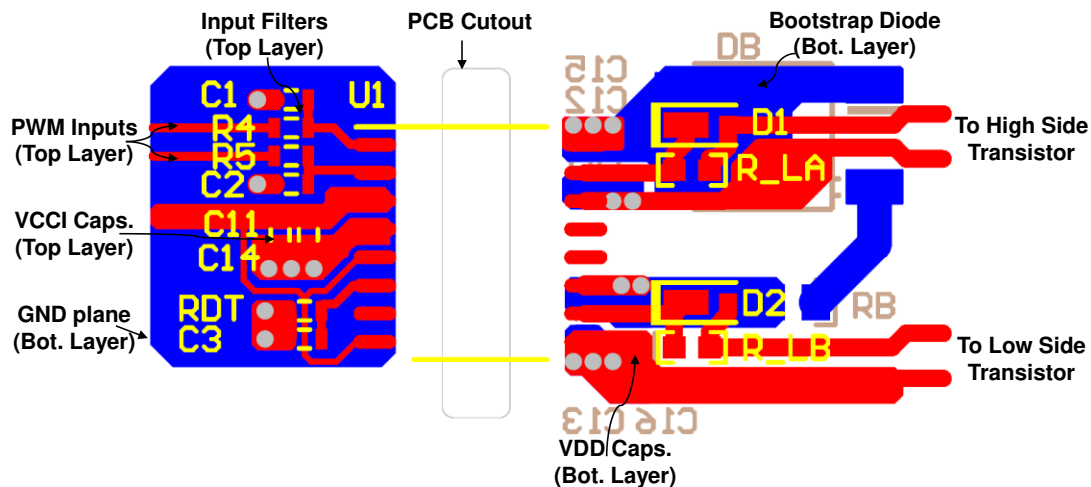 Input Filters
(Top Layer)
PCB Cutout
Bootstrap Diode
(Bot. Layer)
DB
C15
C12
C1
U1
D1
PWM Inputs
(Top Layer)
R4
R5
C2
To High Side
Transistor
R_LA
VCCI Caps.
(Top Layer)
C11
C14
GND plane
(Bot. Layer)
RDT
C3
D2
RB
R_LB
To Low Side
Transistor
C13
C16
VDD Caps.
(Bot. Layer)